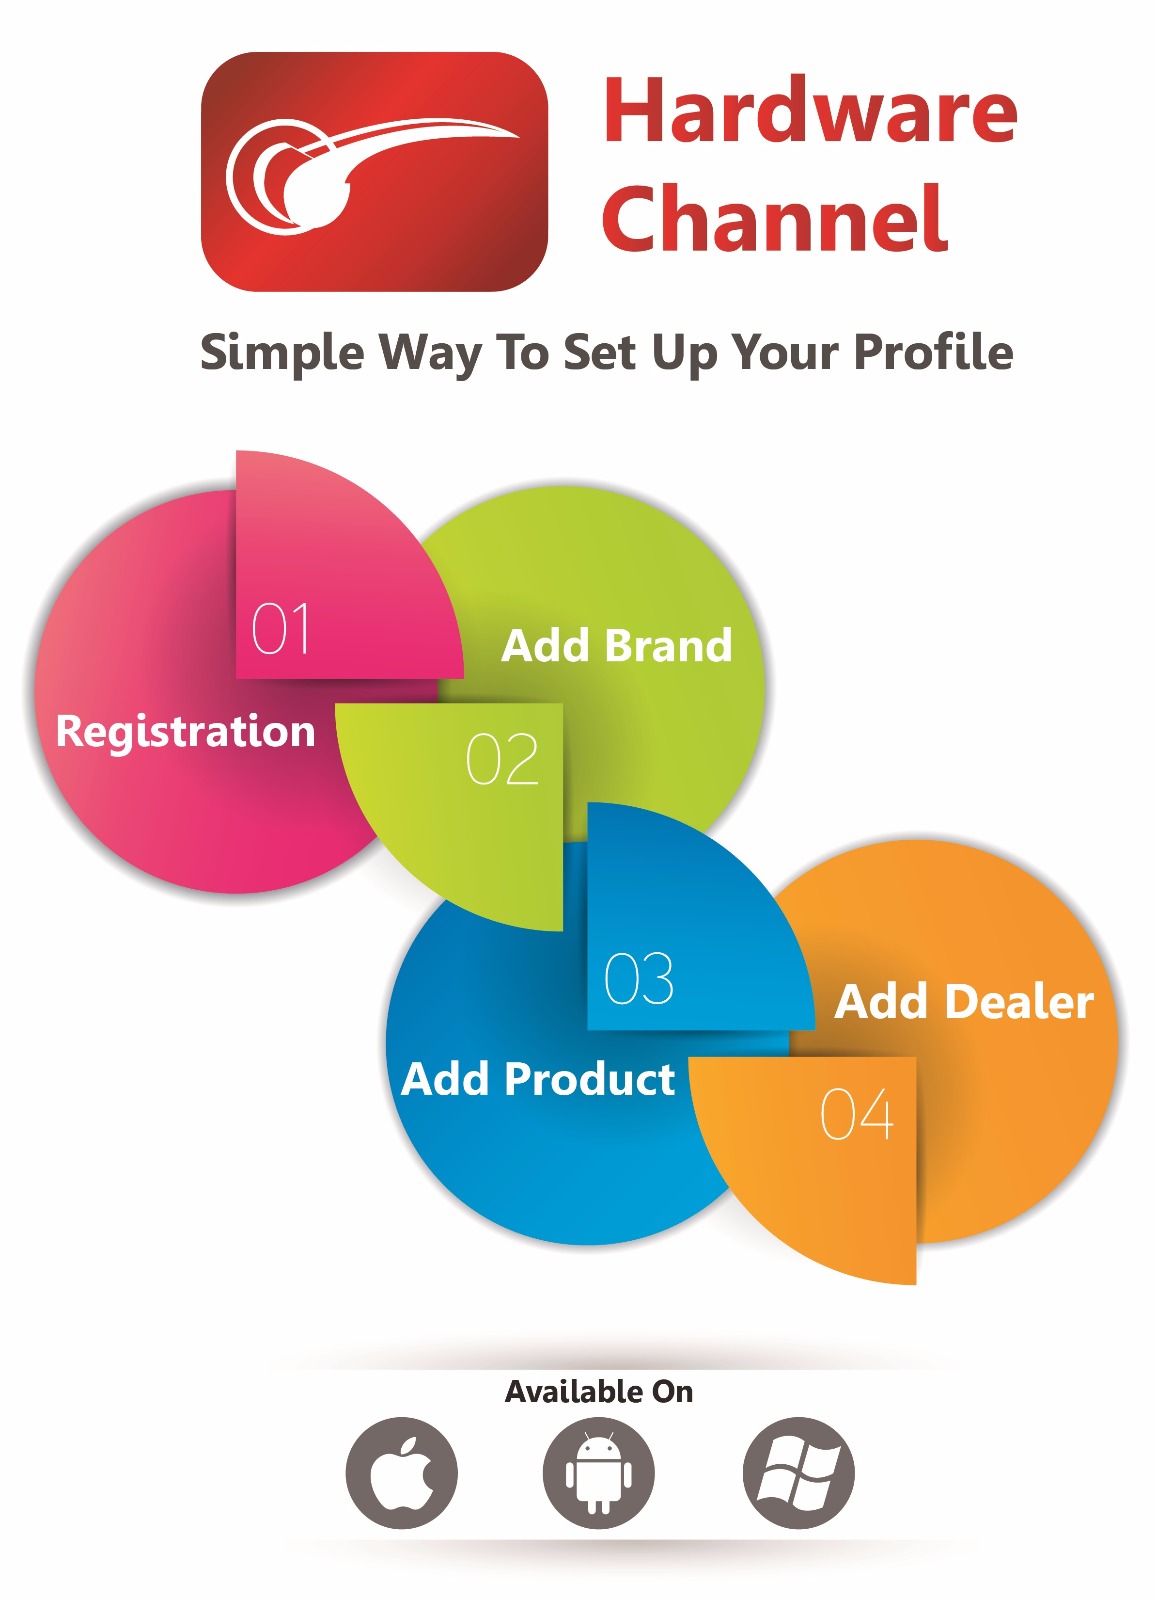 Hardware
Channel
Simple Way To Set Up Your Profile
01
Registration
Add Brand
02
03
Add Product
Add Dealer
04
Available On